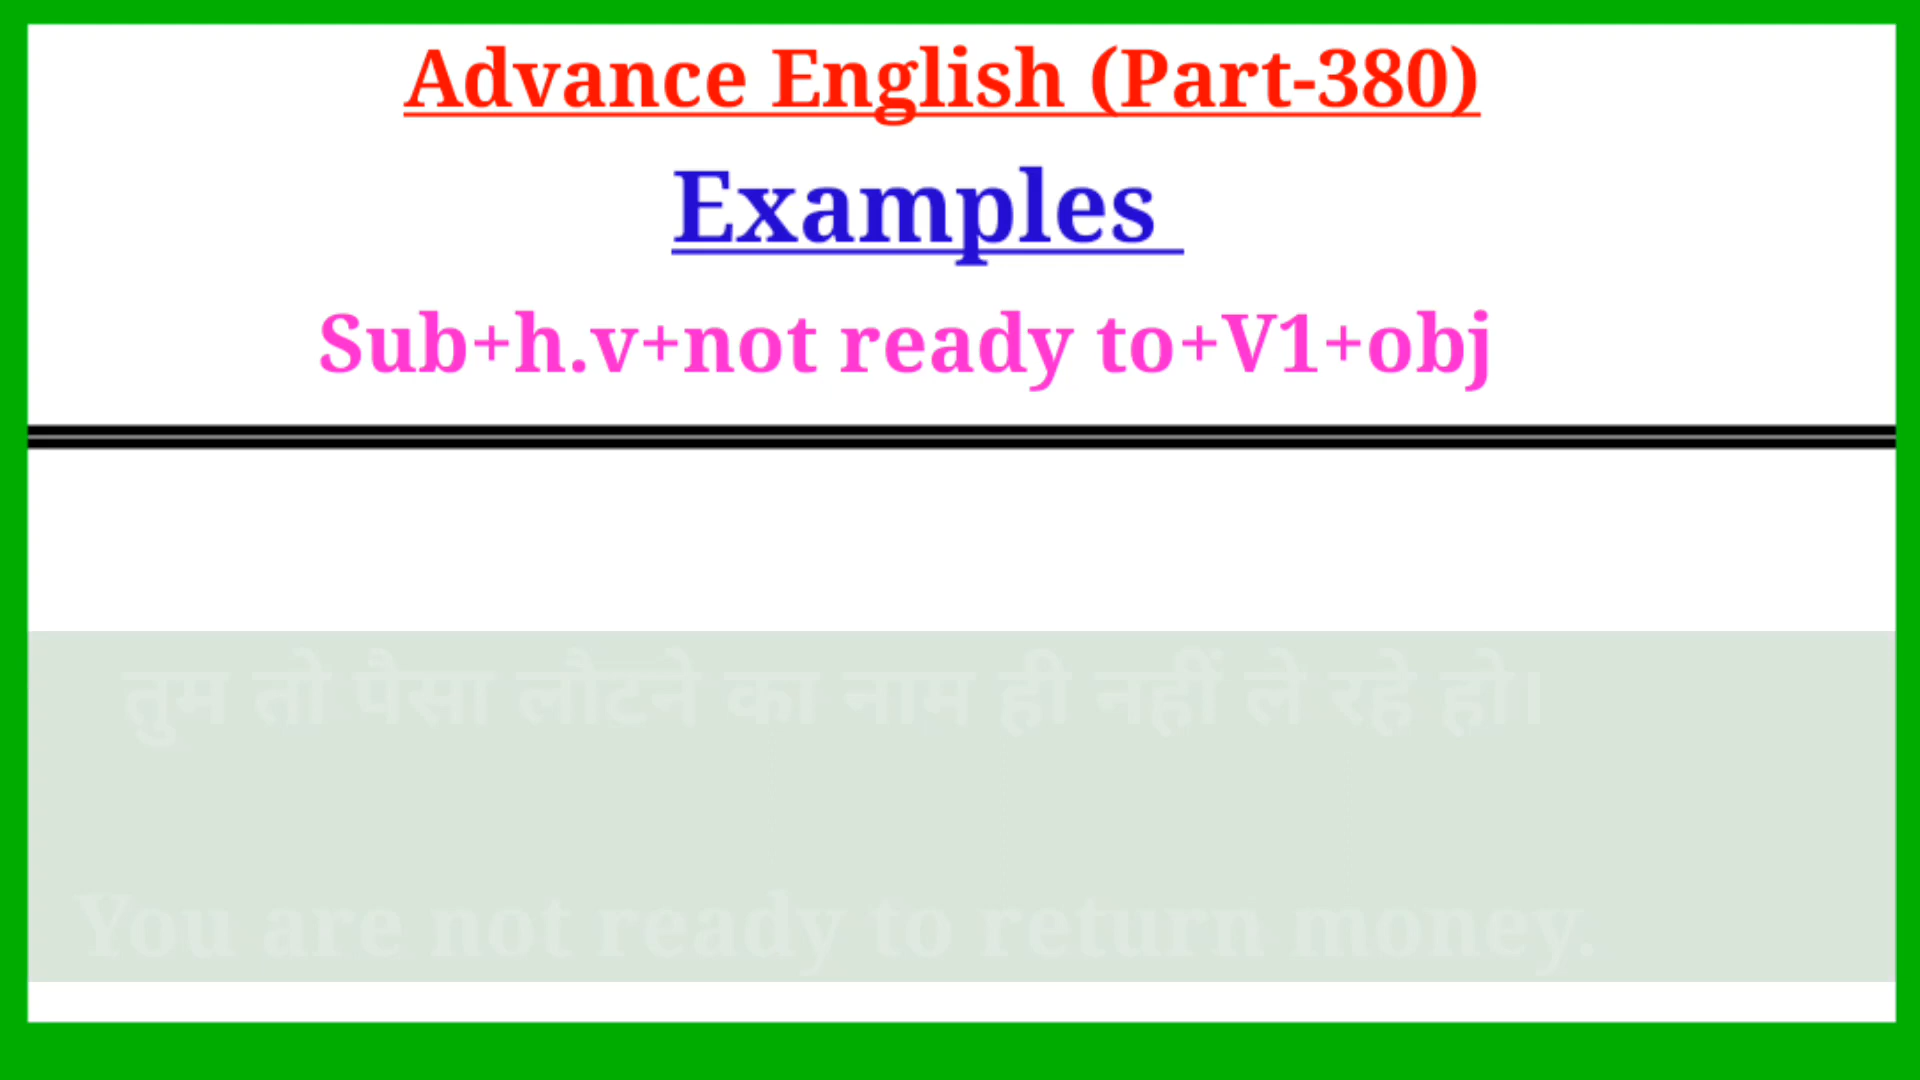 Advance English (Part-380)
Examples
Sub+h.v+not ready to+V1+obj
तुम तो पैसा लौटने का नाम ही नहीं ले रहे हो।
You are not ready to return money.